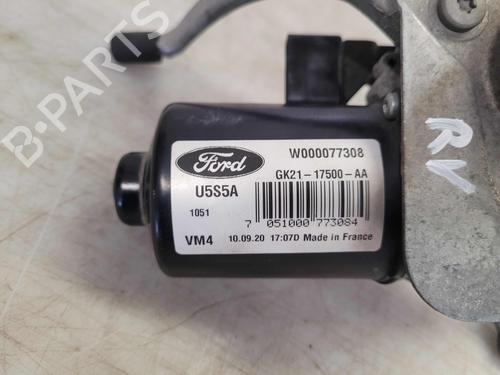 B-PARTS
Ford
W000077308
GK21-17500-AA
U5S5A
1051
7 051000 773084
VM4
10.09.20 17:07D Made in France
RV